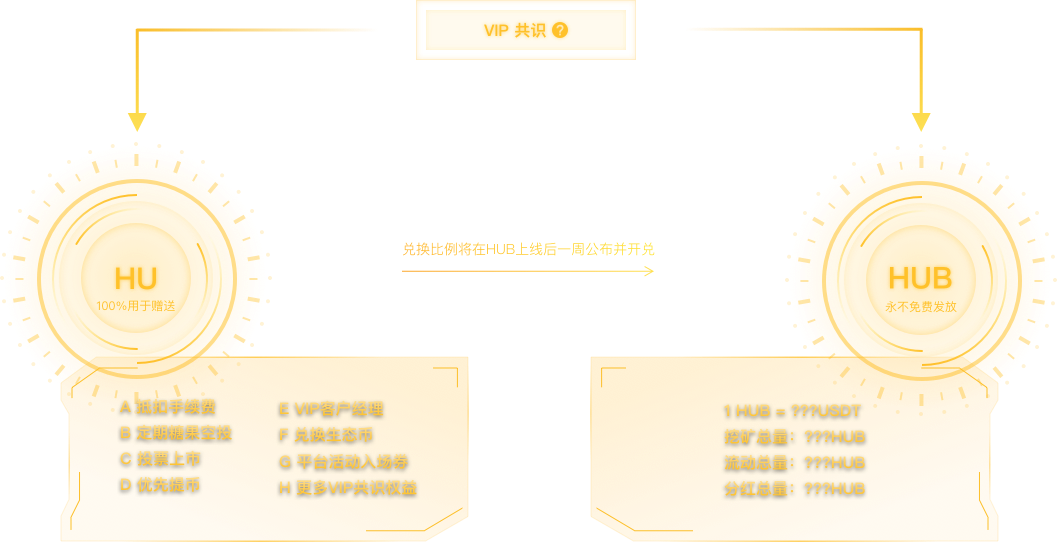 VIP 共识 ?
兑换比例将在HUB上线后一周公布并开兑
HU
100%用于赠送
HUB
永不免费发放
A 抵扣手续费
B 定期糖果空投
C 投票上市
D 优先提币
E VIP客户经理
F 兑换生态币
G 平台活动入场券
H 更多VIP共识权益
1 HUB = ???USDT
挖矿总量：???HUB
流动总量：???HUB
分红总量：???HUB